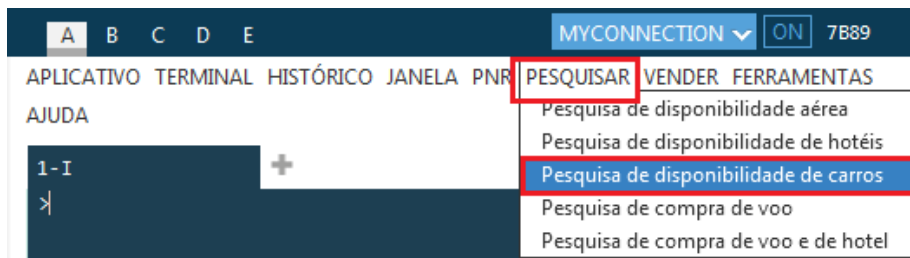 A B C D E MYCONNECTION ON 7B89
APLICATIVO TERMINAL HISTÓRICO JANELA PNR PESQUISAR VENDER FERRAMENTAS
AJUDA
Pesquisa de disponibilidade aérea
Pesquisa de disponibilidade de hotéis
1-I
Pesquisa de disponibilidade de carros
>
Pesquisa de compra de voo
Pesquisa de compra de voo e de hotel